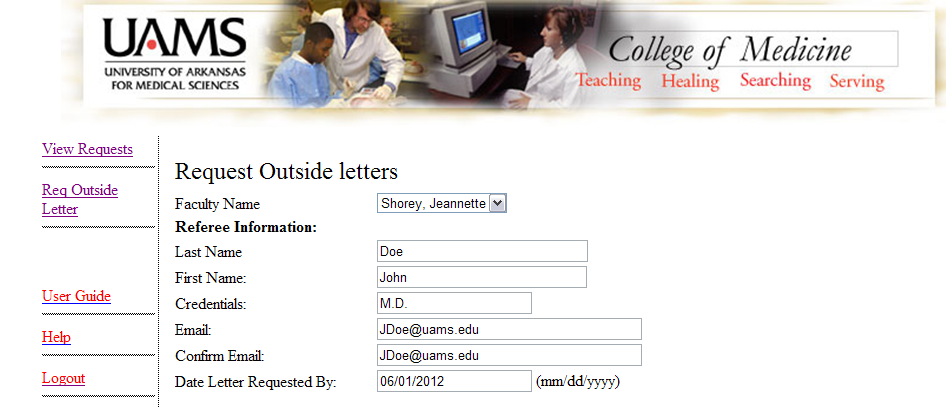 UAMS
UNIVERSITY OF ARKANSAS
FOR MEDICAL SCIENCES
College of Medicine
Teaching Healing Searching Serving
View Requests
Req Outside
Letter
User Guide
Help
Logout
Request Outside letters
Faculty Name Shorey, Jeannette
Referee Information:
Last Name Doe
First Name: John
Credentials: M.D.
Email: JDoe@uams.edu
Confirm Email: JDoe@uams.edu
Date Letter Requested By: 06/01/2012 (mm/dd/yyyy)